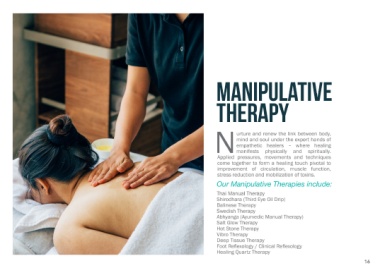 MANIPULATIVE
THERAPY
Nurture and renew the link between body,
mind and soul under the expert hands of
empathetic healers - where healing
manifests physically and spiritually.
Applied pressures, movements and techniques
come together to form a healing touch pivotal to
improvement of circulation, muscle function,
stress reduction and mobilization of toxins.
Our Manipulative Therapies include:
Thai Manual Therapy
Shirodhara (Third Eye Oil Drip)
Balinese Therapy
Swedish Therapy
Abhyanga (Ayurvedic Manual Therapy)
Salt Glow Therapy
Hot Stone Therapy
Vibro Therapy
Deep Tissue Therapy
Foot Reflexology / Clinical Reflexology
Healing Quartz Therapy
14